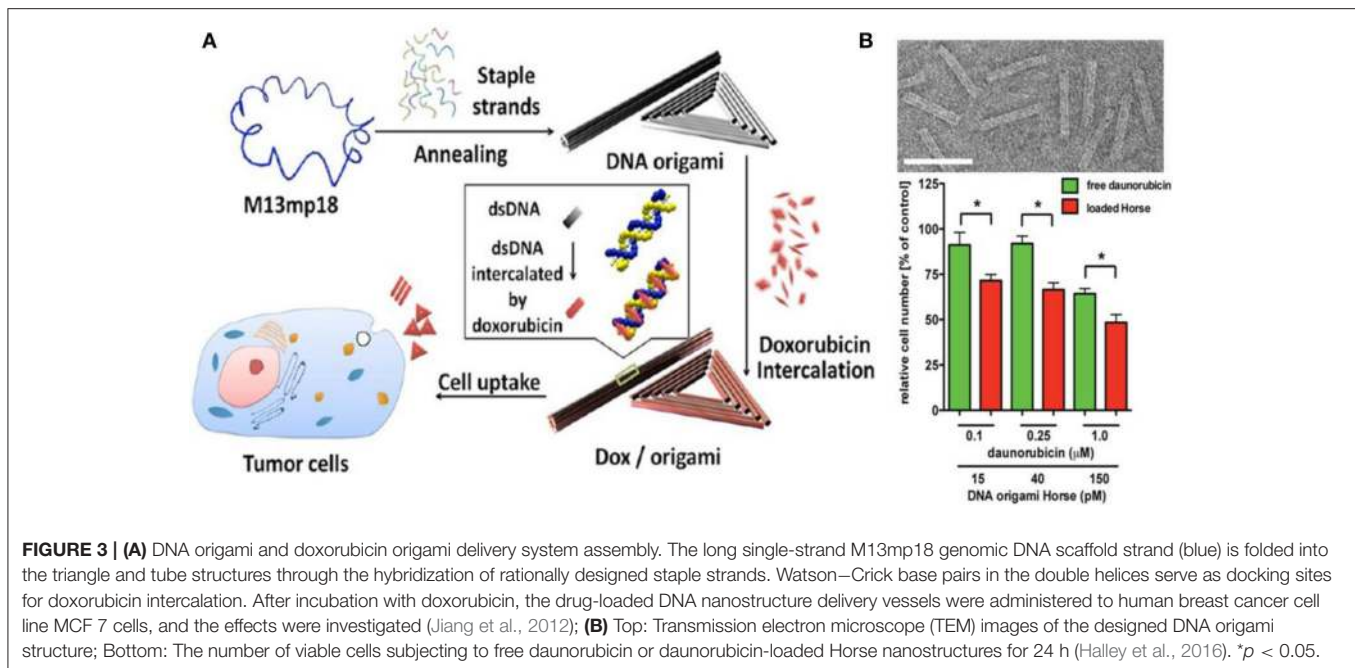 A
Staple
strands
Annealing
M13mp18
DNA origami
dsDNA
dsDNA
intercalated
by
doxorubicin
Doxorubicin
Intercalation
Cell uptake
Tumor cells
Dox / origami
B
free daunorubicin
loaded Horse
relative cell number [% of control]
125
100
75
50
25
0
* * *
0.1 0.25 1.0
daunorubicin (μM)
15 40 150
DNA origami Horse (pM)
FIGURE 3 | (A) DNA origami and doxorubicin origami delivery system assembly. The long single-strand M13mp18 genomic DNA scaffold strand (blue) is folded into
the triangle and tube structures through the hybridization of rationally designed staple strands. Watson–Crick base pairs in the double helices serve as docking sites
for doxorubicin intercalation. After incubation with doxorubicin, the drug-loaded DNA nanostructure delivery vessels were administered to human breast cancer cell
line MCF 7 cells, and the effects were investigated (Jiang et al., 2012); (B) Top: Transmission electron microscope (TEM) images of the designed DNA origami
structure; Bottom: The number of viable cells subjecting to free daunorubicin or daunorubicin-loaded Horse nanostructures for 24 h (Halley et al., 2016). *p < 0.05.